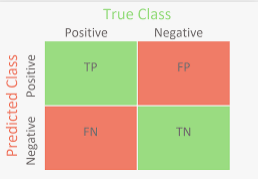 True Class
Positive Negative
Predicted Class
Positive
TP FP
Negative
FN TN